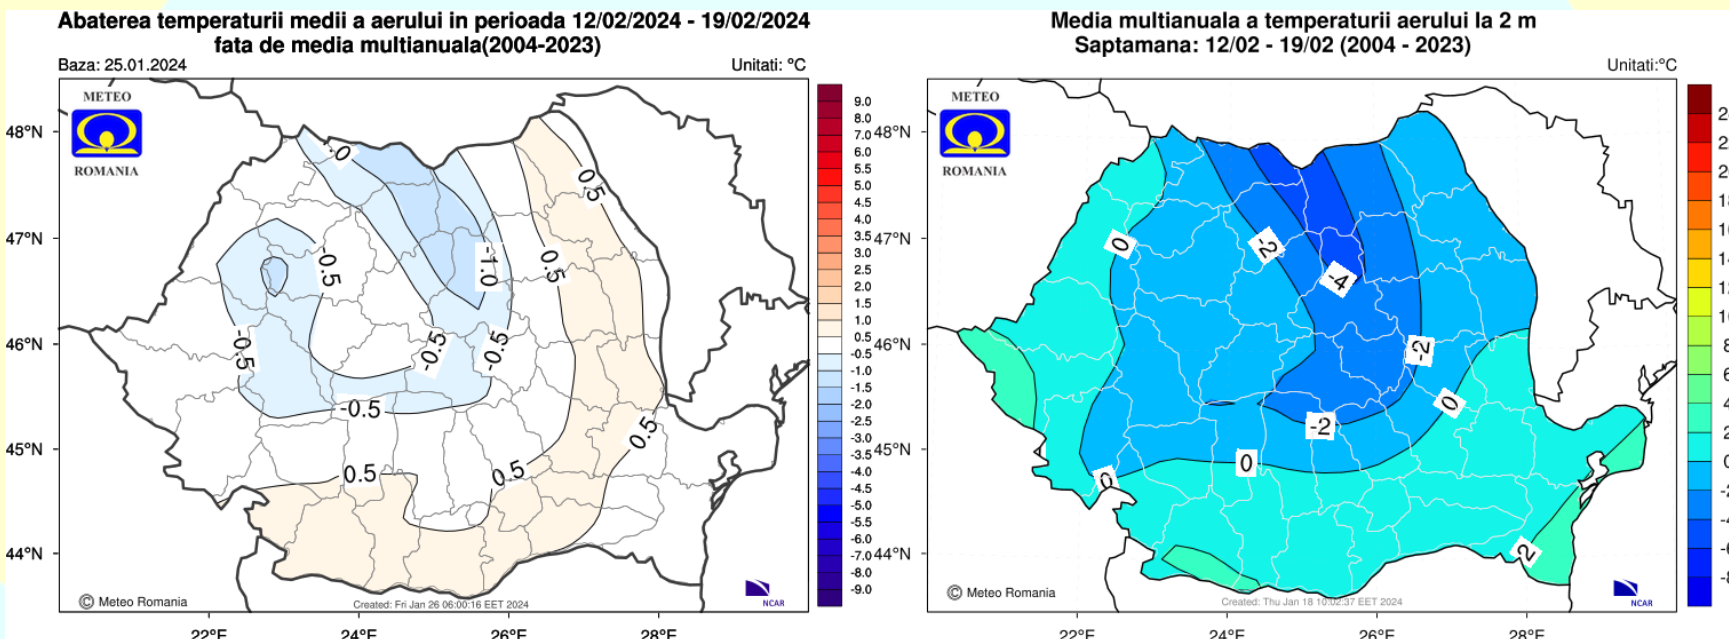 Abaterea temperaturii medii a aerului in perioada 12/02/2024 - 19/02/2024
fata de media multianuala(2004-2023)
Baza: 25.01.2024
Unitati: °C
METEO
ROMANIA
48°N
47°N
46°N
45°N
44°N
22°E
24°E
26°E
28°E
0.5
-0.5
-1.0
0.5
-0.5
-0.5
-0.5
-0.5
0.5
0.5
0.5
9.0
8.0
7.0
6.0
5.5
5.0
4.5
4.0
3.5
3.0
2.5
2.0
1.5
1.0
0.5
-0.5
-1.0
-1.5
-2.0
-2.5
-3.0
-3.5
-4.0
-4.5
-5.0
-5.5
-6.0
-7.0
-8.0
-9.0
© Meteo Romania
Created: Fri Jan 26 06:00:16 EET 2024
NCAR
Media multianuala a temperaturii aerului la 2 m
Saptamana: 12/02 - 19/02 (2004 - 2023)
Unitati:°C
METEO
ROMANIA
48°N
47°N
46°N
45°N
44°N
22°E
24°E
26°E
28°E
0
-2
-4
-2
0
-2
0
0
2
8
6
4
2
0
© Meteo Romania
Created: Thu Jan 18 10:02:37 EET 2024
NCAR